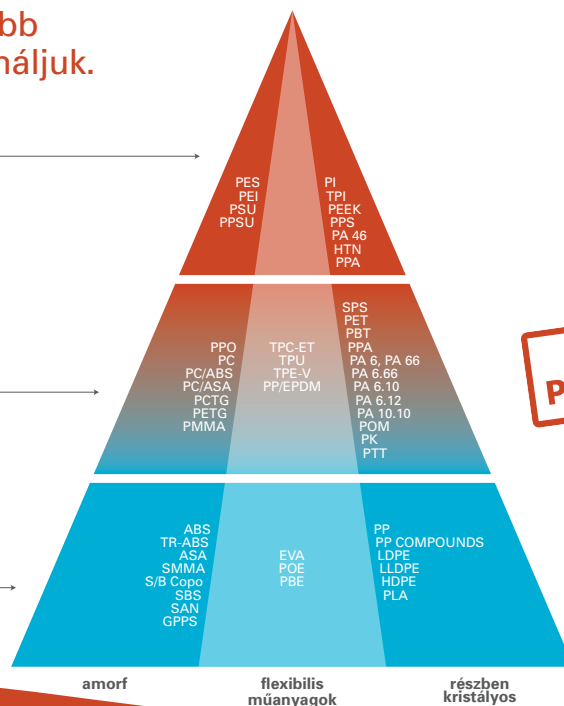 bb
náljuk.
PES
PEI
PSU
PPSU
PI
TPI
PEEK
PPS
PA 46
HTN
PPA
PPO
PC
PC/ABS
PC/ASA
PCTG
PETG
PMMA
TPC-ET
TPU
TPE-V
PP/EPDM
SPS
PET
PBT
PPA
PA 6, PA 66
PA 6.66
PA 6.10
PA 6.12
PA 10.10
POM
PK
PTT
P
ABS
TR-ABS
ASA
SMMA
S/B Copo
SBS
SAN
GPPS
EVA
POE
PBE
PP
PP COMPOUNDS
LDPE
LLDPE
HDPE
PLA
amorf
flexibilis
műanyagok
részben
kristályos